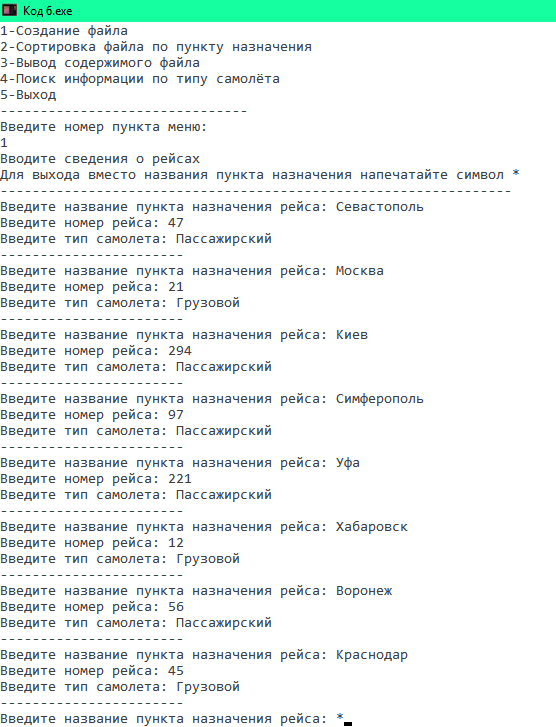 Код 6.exe
1-Создание файла
2-Сортировка файла по пункту назначения
3-Вывод содержимого файла
4-Поиск информации по типу самолёта
5-Выход
-------------------------------
Введите номер пункта меню:
1
Вводите сведения о рейсах
Для выхода вместо названия пункта назначения напечатайте символ *
----------------------------------------------------------------
Введите название пункта назначения рейса: Севастополь
Введите номер рейса: 47
Введите тип самолета: Пассажирский
-----------------------
Введите название пункта назначения рейса: Москва
Введите номер рейса: 21
Введите тип самолета: Грузовой
-----------------------
Введите название пункта назначения рейса: Киев
Введите номер рейса: 294
Введите тип самолета: Пассажирский
-----------------------
Введите название пункта назначения рейса: Симферополь
Введите номер рейса: 97
Введите тип самолета: Пассажирский
-----------------------
Введите название пункта назначения рейса: Уфа
Введите номер рейса: 221
Введите тип самолета: Пассажирский
-----------------------
Введите название пункта назначения рейса: Хабаровск
Введите номер рейса: 12
Введите тип самолета: Грузовой
-----------------------
Введите название пункта назначения рейса: Воронеж
Введите номер рейса: 56
Введите тип самолета: Пассажирский
-----------------------
Введите название пункта назначения рейса: Краснодар
Введите номер рейса: 45
Введите тип самолета: Грузовой
-----------------------
Введите название пункта назначения рейса: *